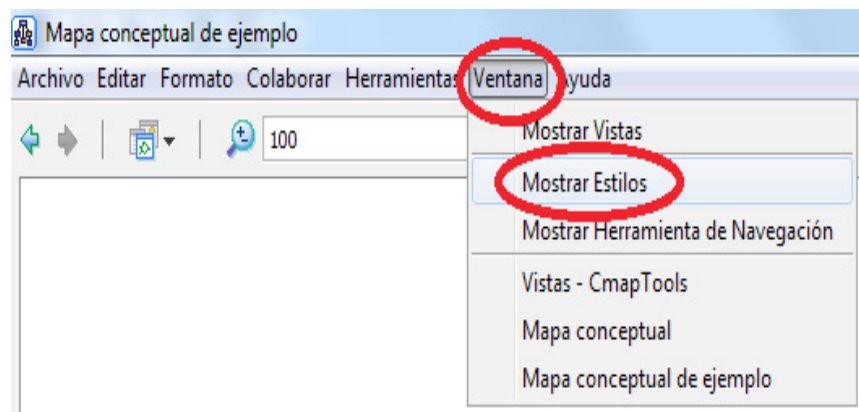 Mapa conceptual de ejemplo
Archivo Editar Formato Colaborar Herramientas Ventana Ayuda
100
Mostrar Vistas
Mostrar Estilos
Mostrar Herramienta de Navegación
Vistas - CmapTools
Mapa conceptual
Mapa conceptual de ejemplo